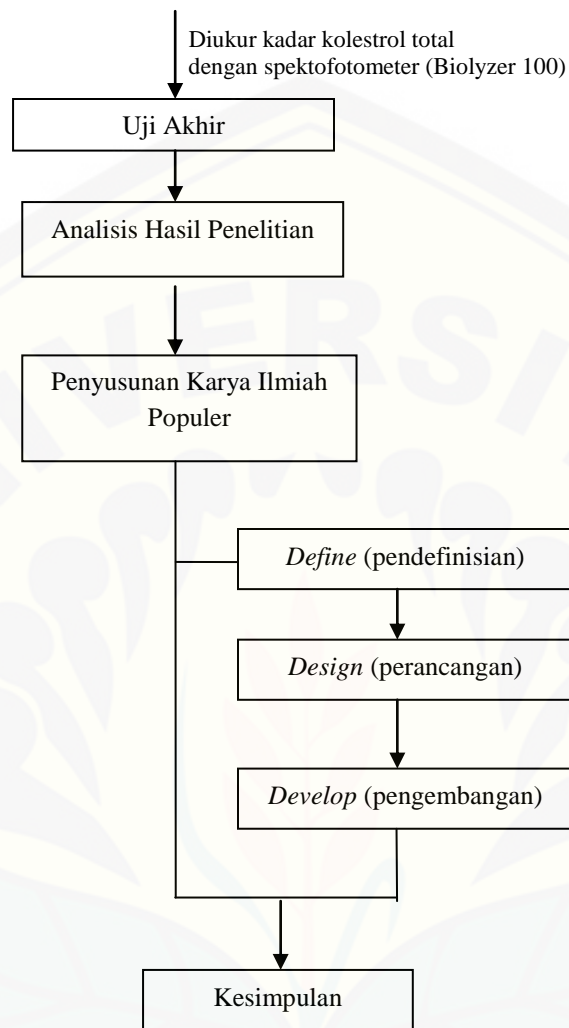 Diukur kadar kolestrol total
dengan spektofotometer (Biolyzer 100)
Uji Akhir
Analisis Hasil Penelitian
Penyusunan Karya Ilmiah
Populer
Define (pendefinisian)
Design (perancangan)
Develop (pengembangan)
Kesimpulan